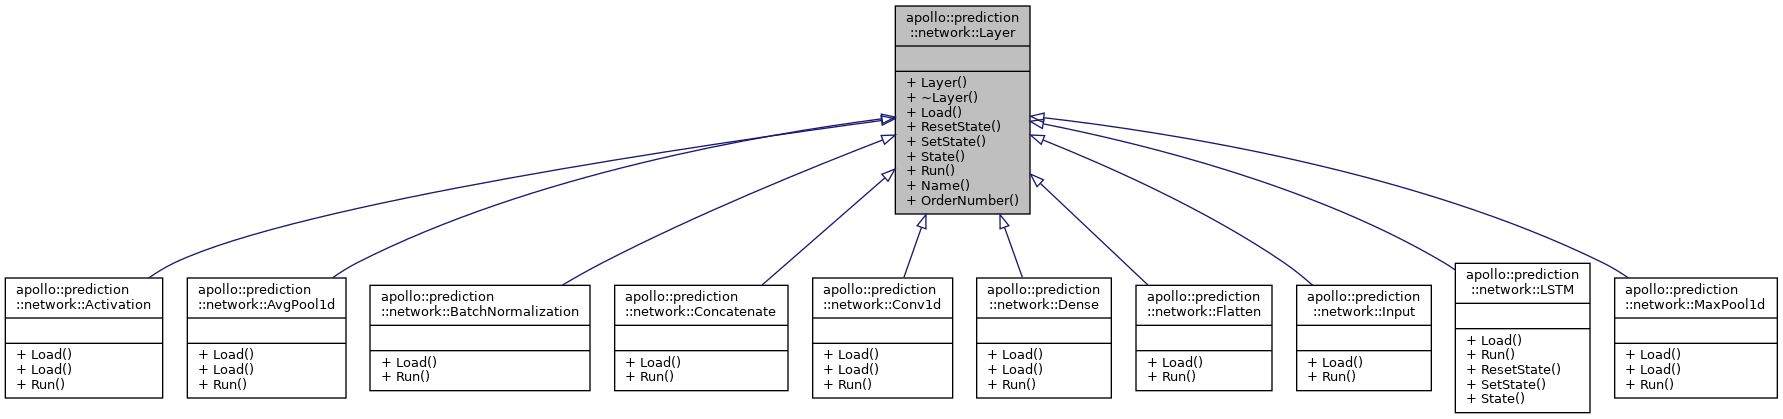 apollo::prediction
::network::Layer
+ Layer()
+ ~Layer()
+ Load()
+ ResetState()
+ SetState()
+ State()
+ Run()
+ Name()
+ OrderNumber()
apollo::prediction
::network::Activation
+ Load()
+ Load()
+ Run()
apollo::prediction
::network::AvgPool1d
+ Load()
+ Load()
+ Run()
apollo::prediction
::network::BatchNormalization
+ Load()
+ Run()
apollo::prediction
::network::Concatenate
+ Load()
+ Run()
apollo::prediction
::network::Conv1d
+ Load()
+ Load()
+ Run()
apollo::prediction
::network::Dense
+ Load()
+ Load()
+ Run()
apollo::prediction
::network::Flatten
+ Load()
+ Run()
apollo::prediction
::network::Input
+ Load()
+ Run()
apollo::prediction
::network::LSTM
+ Load()
+ Run()
+ ResetState()
+ SetState()
+ State()
apollo::prediction
::network::MaxPool1d
+ Load()
+ Load()
+ Run()